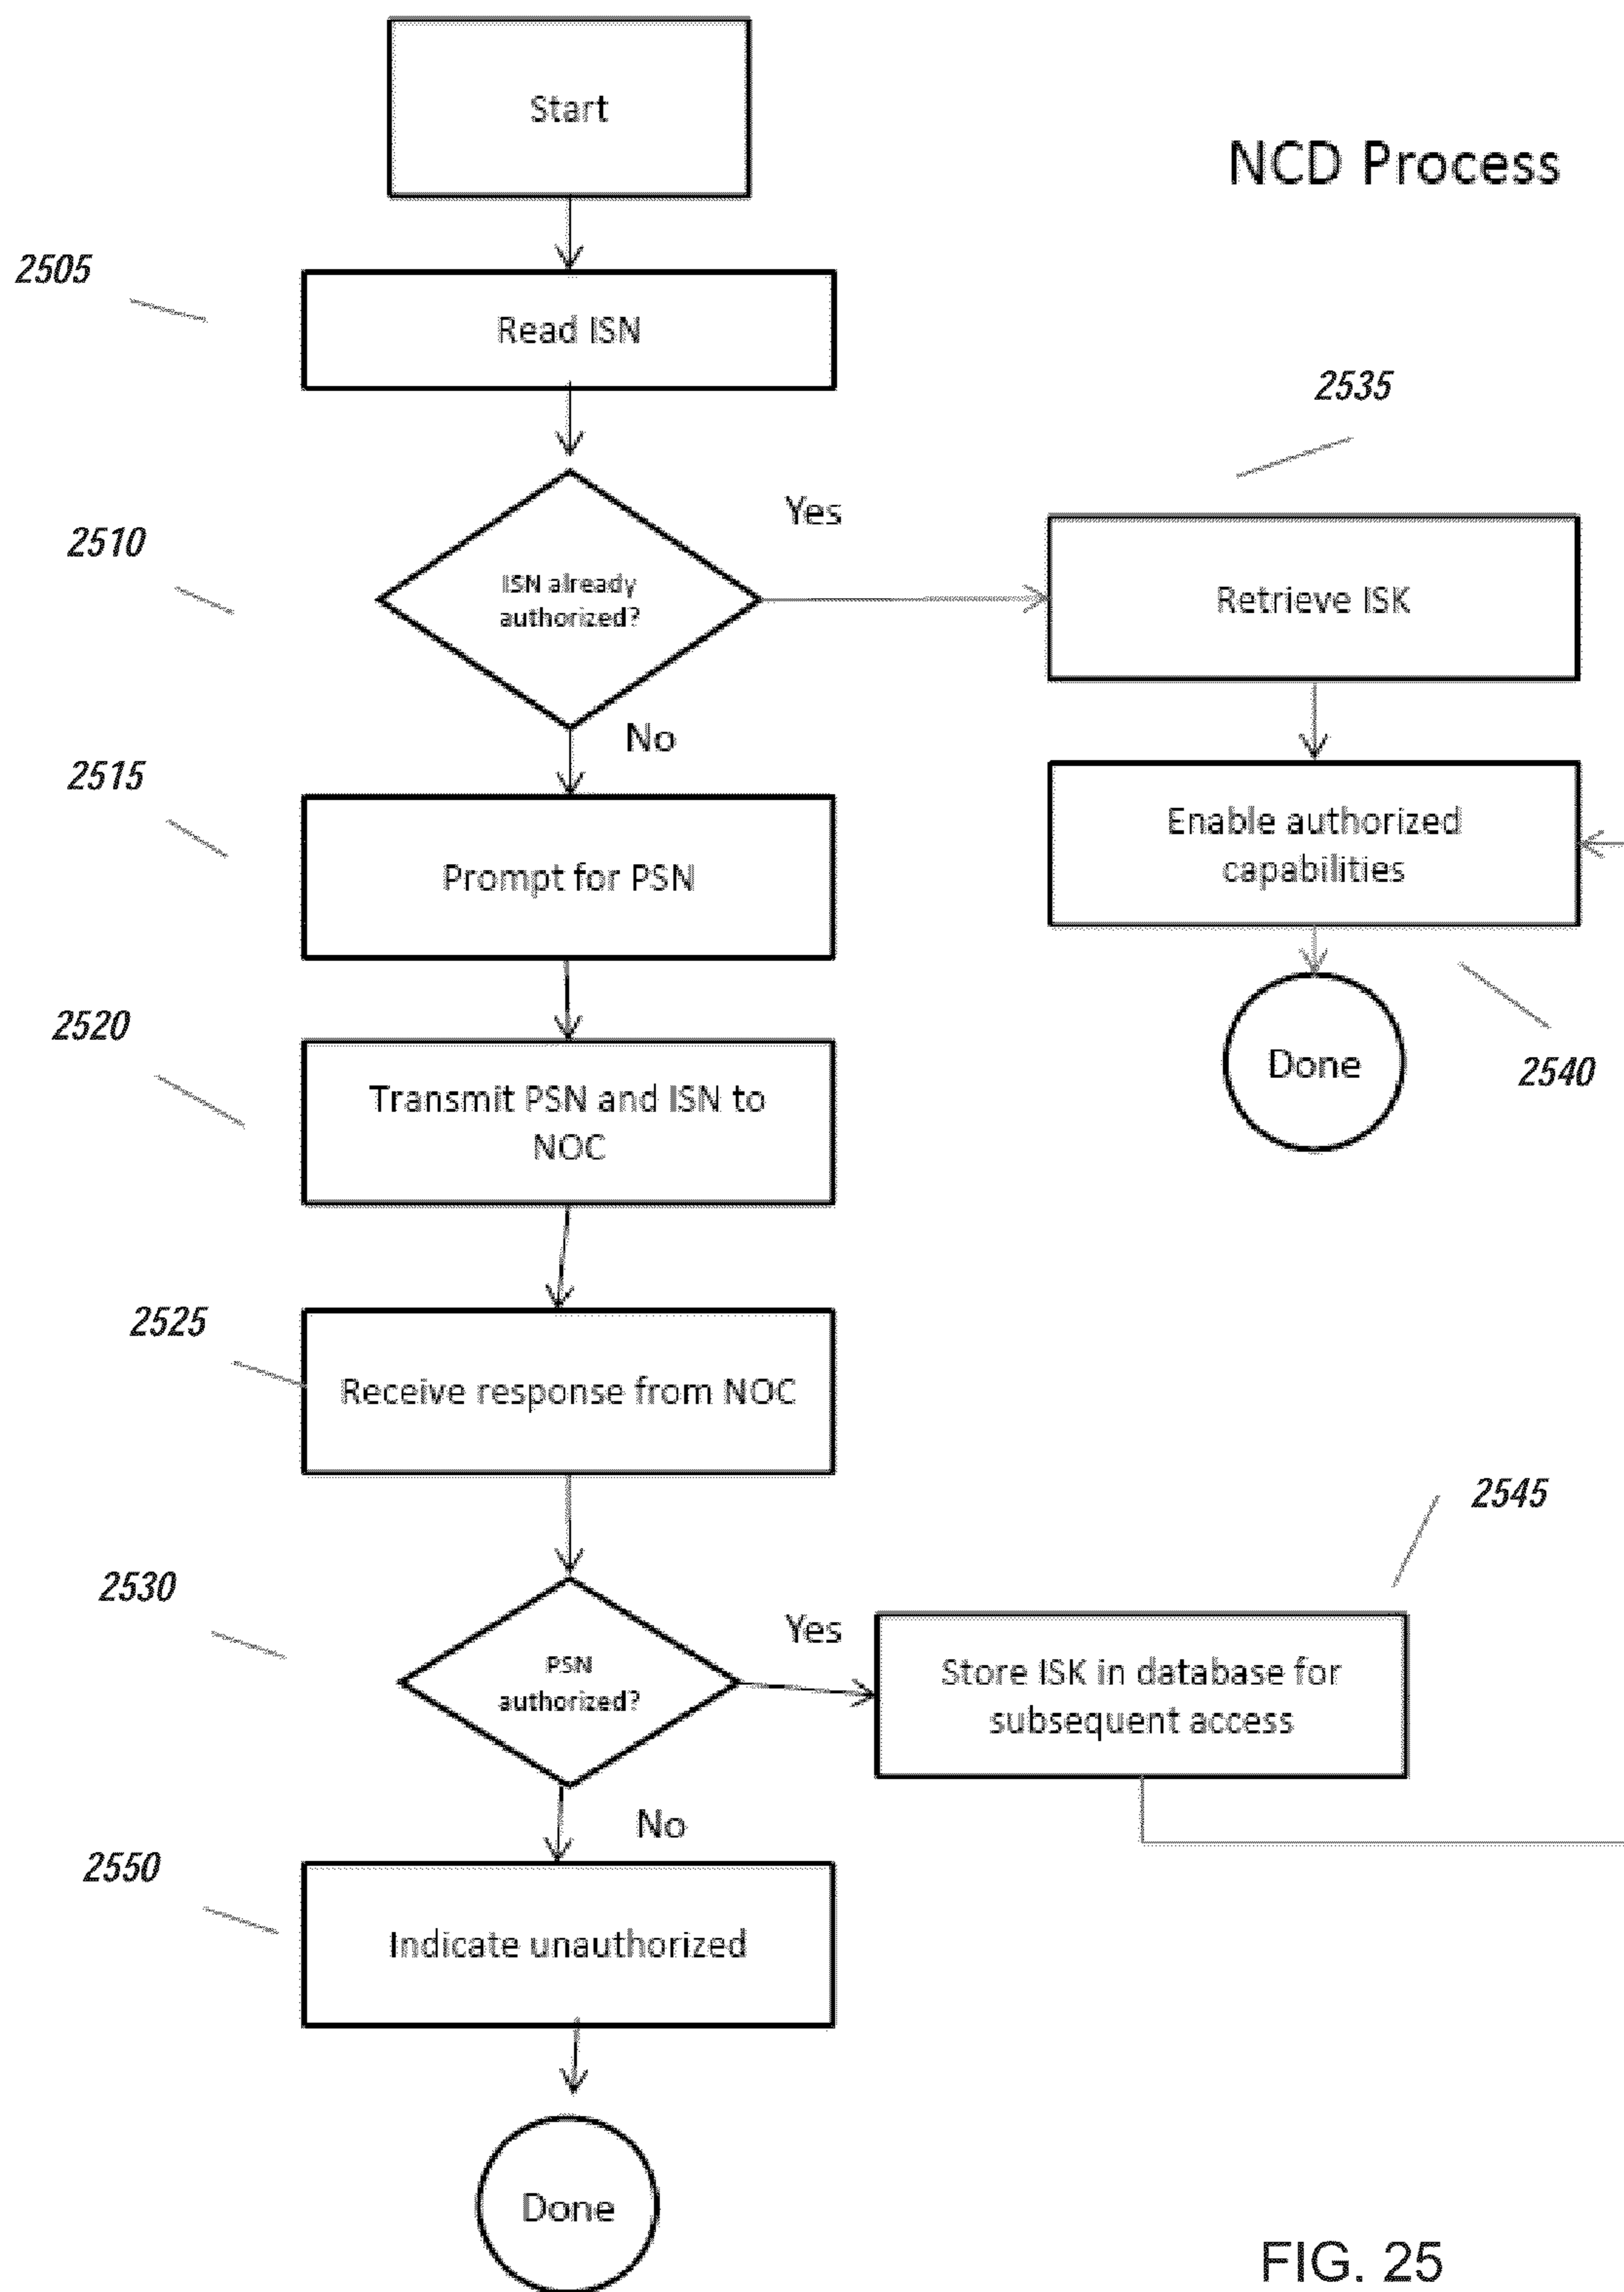 Start
NCD Process
2505
Read ISN
2535
2510
ISN already
authorized?
Yes
Retrieve ISK
No
2515
Prompt for PSN
Enable authorized
capabilities
2520
Transmit PSN and ISN to
NOC
Done
2540
2525
Receive response from NOC
2545
2530
PSN
authorized?
Yes
Store ISK in database for
subsequent access
No
2550
Indicate unauthorized
Done
FIG. 25